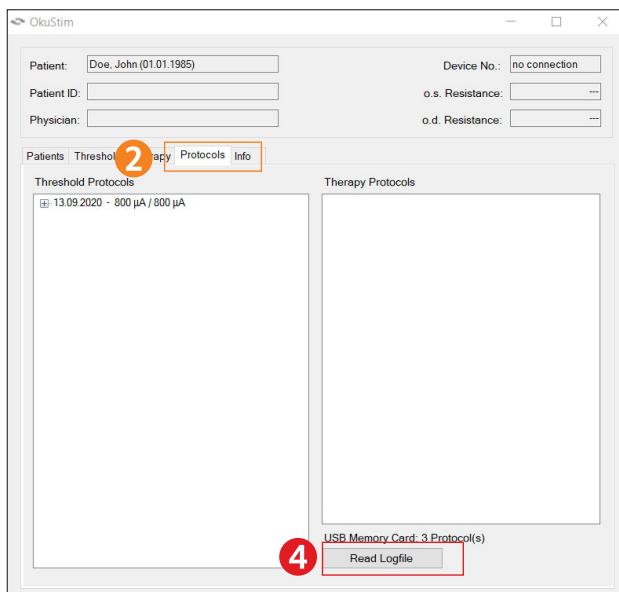 OkuStim
Patient: Doe, John (01.01.1985) Device No.: no connection
Patient ID: o.s. Resistance: ---
Physician: o.d. Resistance: ---
Patients Threshol 2 apy Protocols Info
Threshold Protocols Therapy Protocols
13.09.2020 - 800 µA / 800 µA
USB Memory Card: 3 Protocol(s)
4 Read Logfile